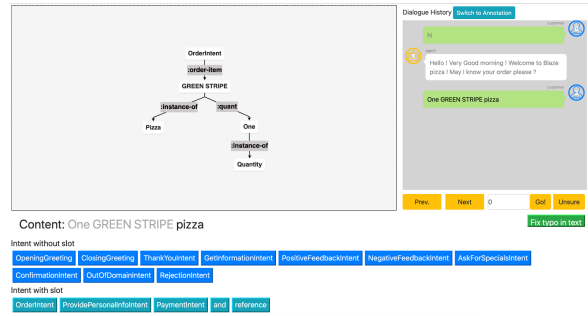 Dialogue History Switch to Annotation
customer
hi
agent
Hello ! Very Good morning ! Welcome to Blaze
pizza ! May I know your order please ?
customer
One GREEN STRIPE pizza
OrderIntent
:order-item
GREEN STRIPE
:instance-of :quant
Pizza One
:instance-of
Quantity
Prev. Next 0 Go! Unsure
Content: One GREEN STRIPE pizza
Fix typo in text
Intent without slot
OpeningGreeting ClosingGreeting ThankYouIntent GetInformationIntent PositiveFeedbackIntent NegativeFeedbackIntent AskForSpecialsIntent
ConfirmationIntent OutOfDomainIntent RejectionIntent
Intent with slot
OrderIntent ProvidePersonalInfoIntent PaymentIntent and reference